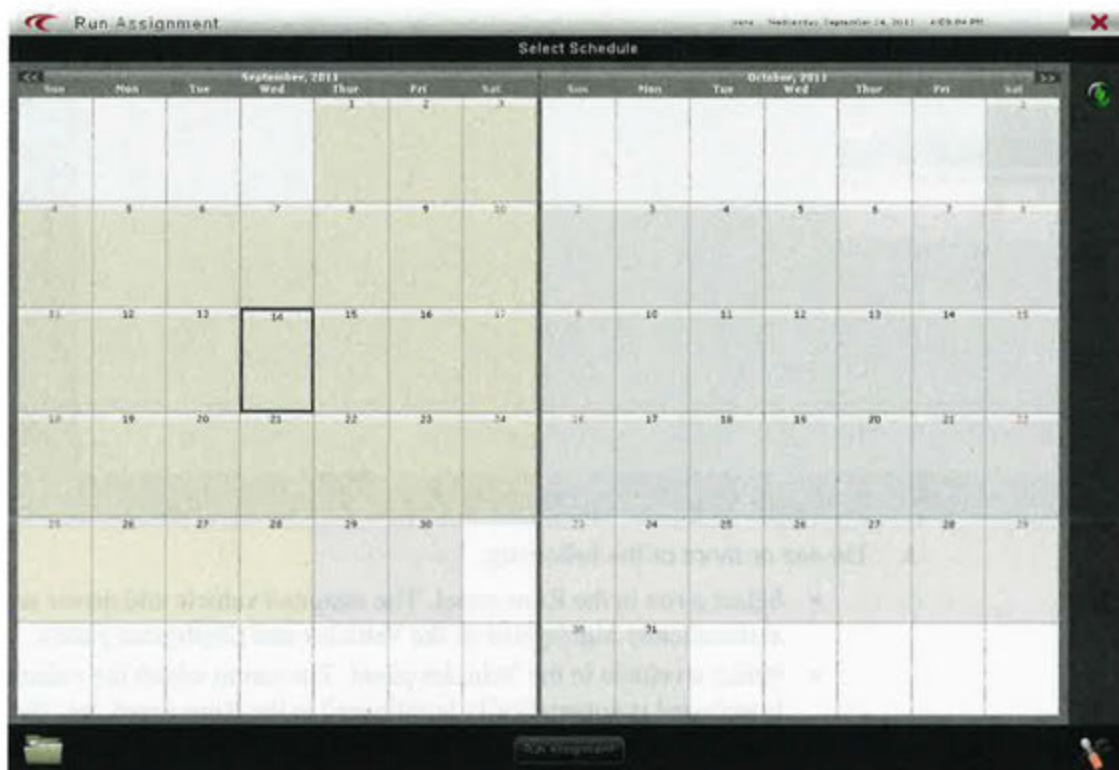 Run Assignment
Wednesday, September 14, 2011
Select Schedule
<< September, 2011 October, 2011 >>
Sun Mon Tue Wed Thur Fri Sat Sun Mon Tue Wed Thur Fri Sat
1 2 3 1
4 5 6 7 8 9 10 2 3 4 5 6 7 8
11 12 13 14 15 16 17 9 10 11 12 13 14 15
18 19 20 21 22 23 24 16 17 18 19 20 21 22
25 26 27 28 29 30 23 24 25 26 27 28 29
30 31
Run Assignment